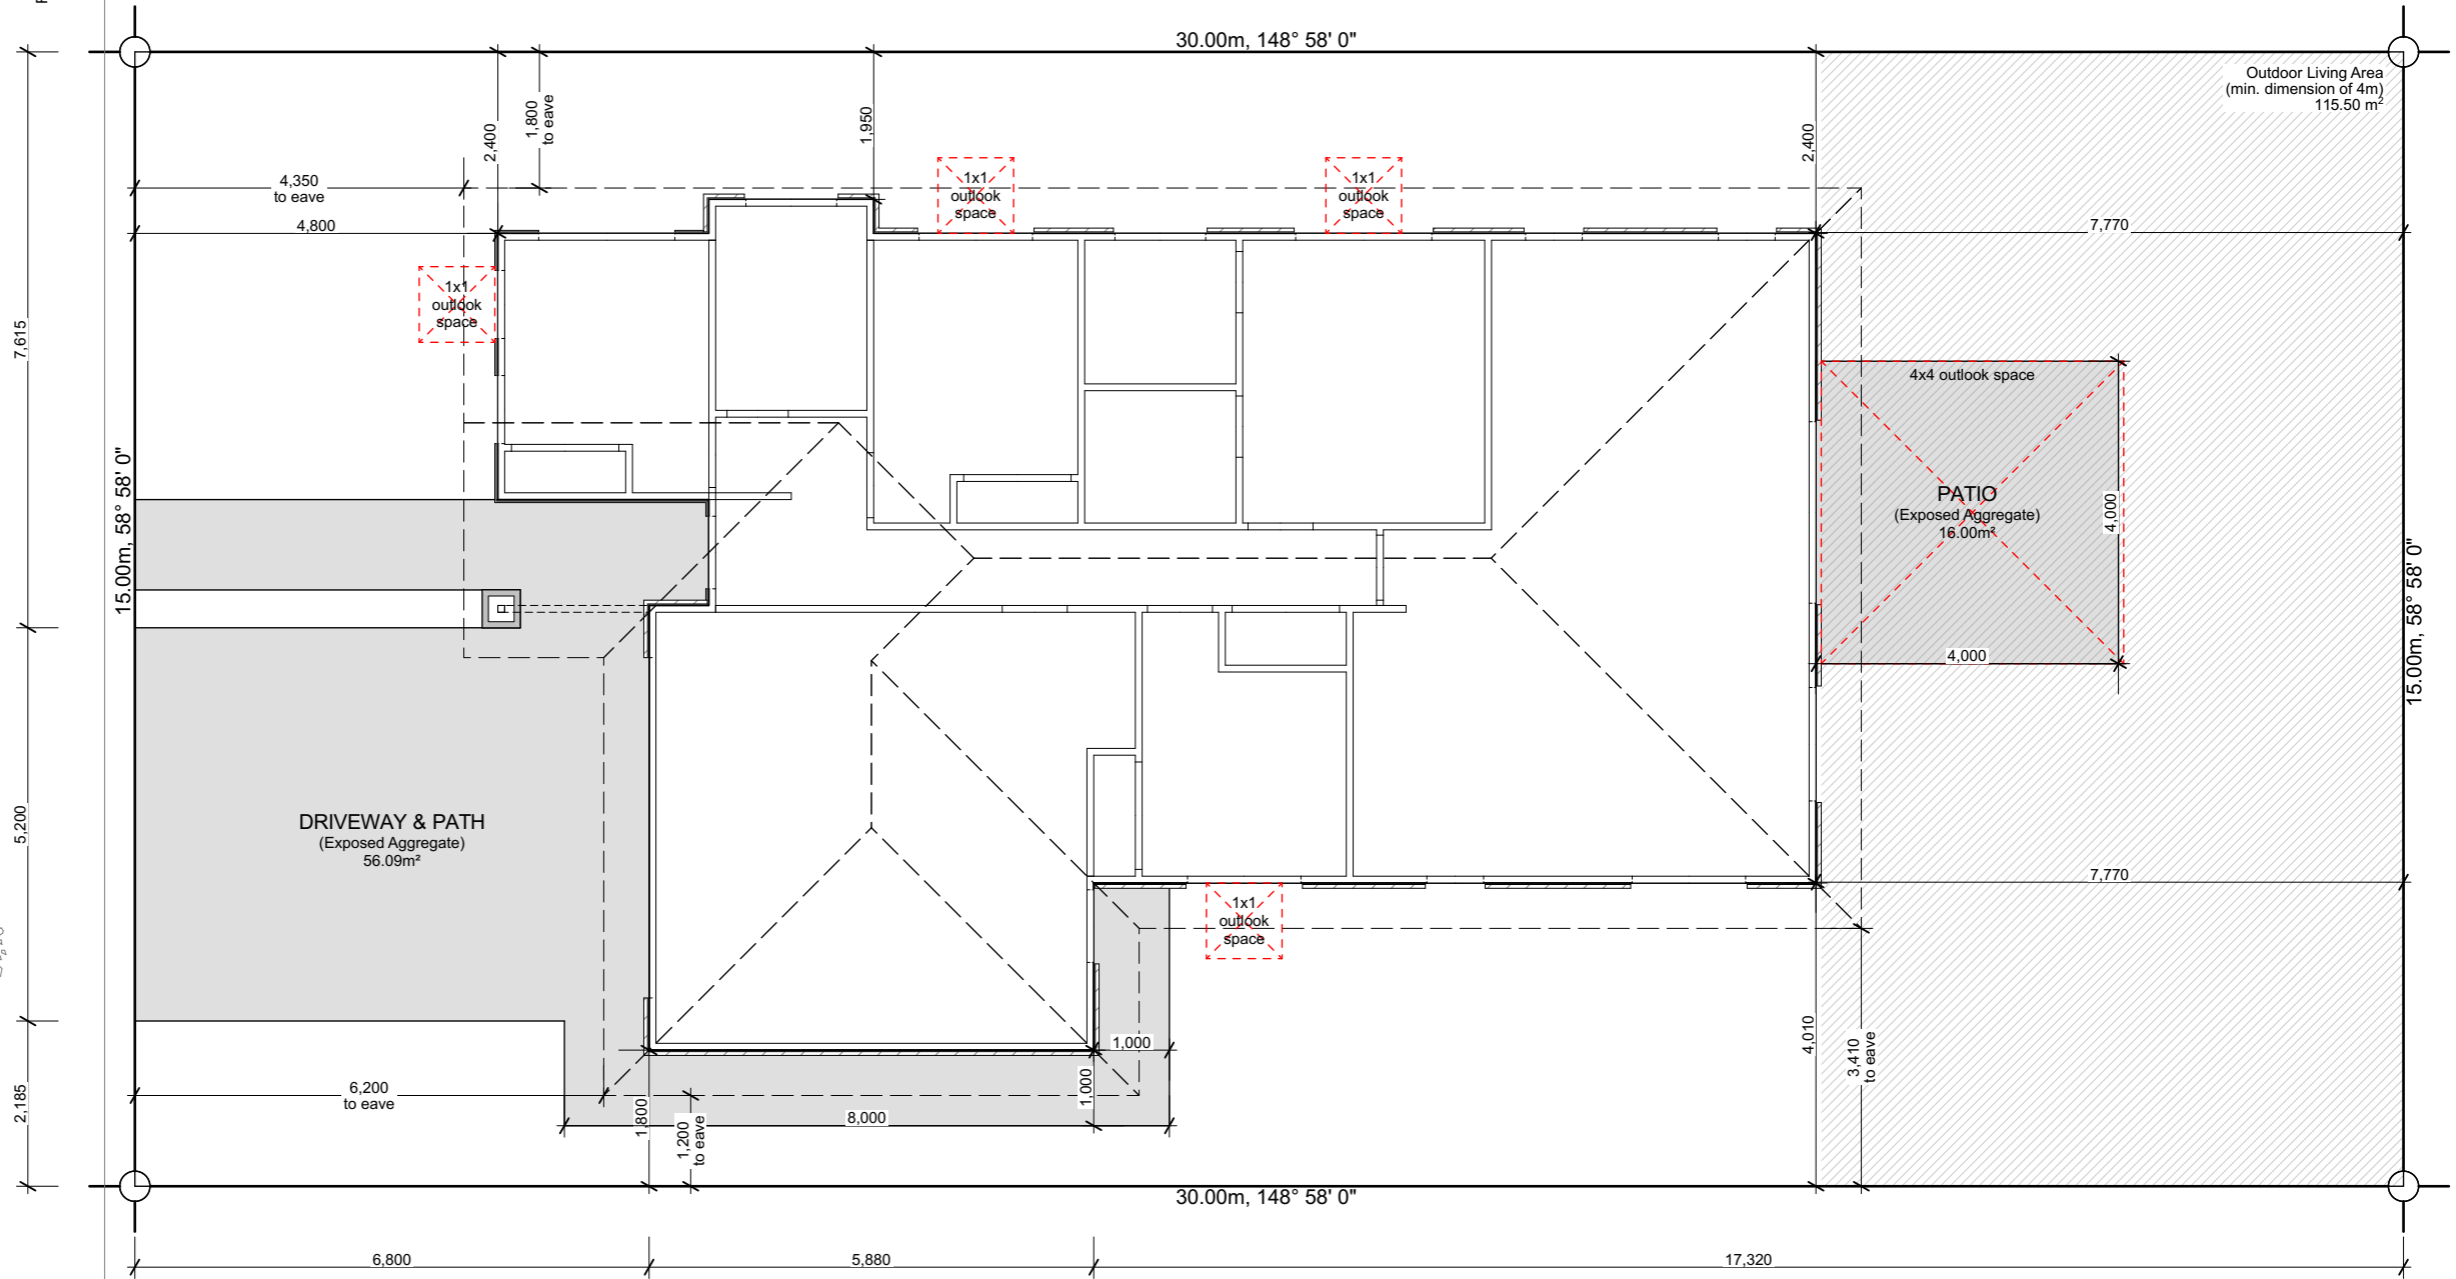 30.00m, 148° 58' 0"
Outdoor Living Area
(min. dimension of 4m)
115.50 m²
1,800
to eave
2,400
1,950
2,400
4,350
to eave
4,800
1x1
outlook
space
1x1
outlook
space
7,770
1x1
outlook
space
7,615
4x4 outlook space
15.00m, 58° 58' 0"
PATIO
(Exposed Aggregate)
16.00m²
4,000
4,000
15.00m, 58° 58' 0"
DRIVEWAY & PATH
(Exposed Aggregate)
56.09m²
5,200
7,770
1x1
outlook
space
1,000
4,010
3,410
to eave
2,185
6,200
to eave
1,800
1,200
to eave
8,000
1,000
30.00m, 148° 58' 0"
6,800
5,880
17,320